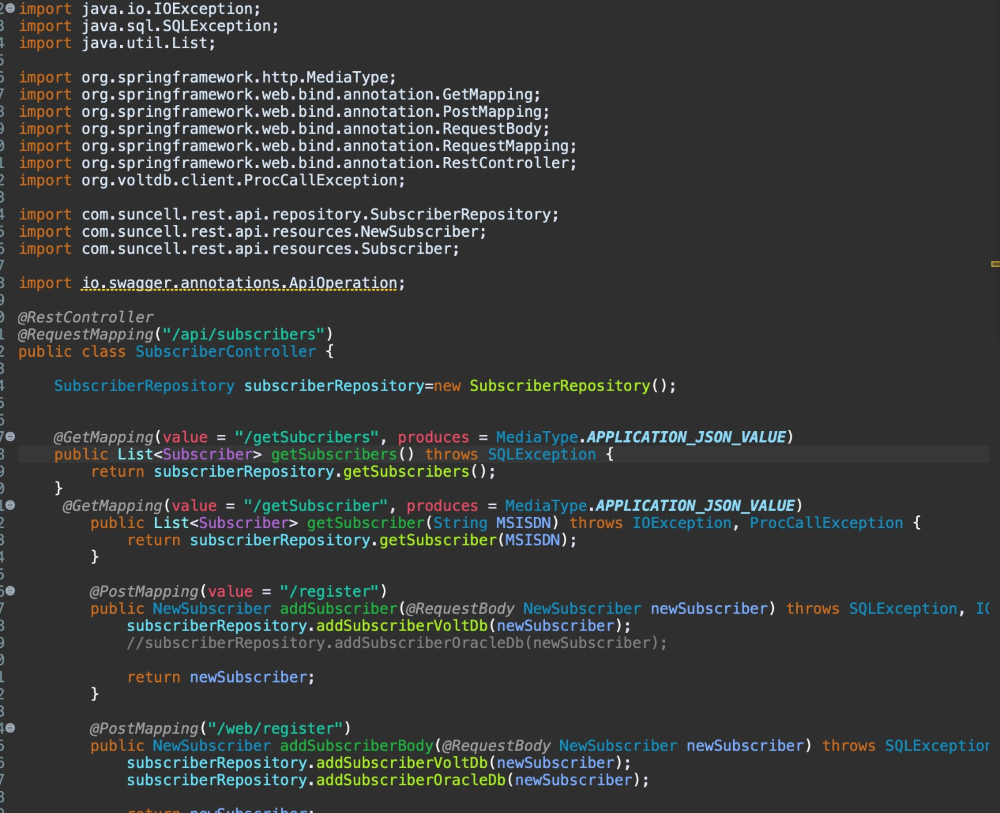 import java.io.IOException;
import java.sql.SQLException;
import java.util.List;
import org.springframework.http.MediaType;
import org.springframework.web.bind.annotation.GetMapping;
import org.springframework.web.bind.annotation.PostMapping;
import org.springframework.web.bind.annotation.RequestBody;
import org.springframework.web.bind.annotation.RequestMapping;
import org.springframework.web.bind.annotation.RestController;
import org.voltdb.client.ProcCallException;
import com.suncell.rest.api.repository.SubscriberRepository;
import com.suncell.rest.api.resources.NewSubscriber;
import com.suncell.rest.api.resources.Subscriber;
import io.swagger.annotations.ApiOperation;
@RestController
@RequestMapping("/api/subscribers")
public class SubscriberController {
SubscriberRepository subscriberRepository=new SubscriberRepository();
@GetMapping(value = "/getSubcribers", produces = MediaType.APPLICATION_JSON_VALUE)
public List<Subscriber> getSubscribers() throws SQLException {
return subscriberRepository.getSubscribers();
}
@GetMapping(value = "/getSubcriber", produces = MediaType.APPLICATION_JSON_VALUE)
public List<Subscriber> getSubscriber(String MSISDN) throws IOException, ProcCallException {
return subscriberRepository.getSubscriber(MSISDN);
}
@PostMapping(value = "/register")
public NewSubscriber addSubscriber(@RequestBody NewSubscriber newSubscriber) throws SQLException, IO
subscriberRepository.addSubscriberVoltDb(newSubscriber);
//subscriberRepository.addSubscriberOracleDb(newSubscriber);
return newSubscriber;
}
@PostMapping("/web/register")
public NewSubscriber addSubscriberBody(@RequestBody NewSubscriber newSubscriber) throws SQLException
subscriberRepository.addSubscriberVoltDb(newSubscriber);
subscriberRepository.addSubscriberOracleDb(newSubscriber);
return newSubscriber;